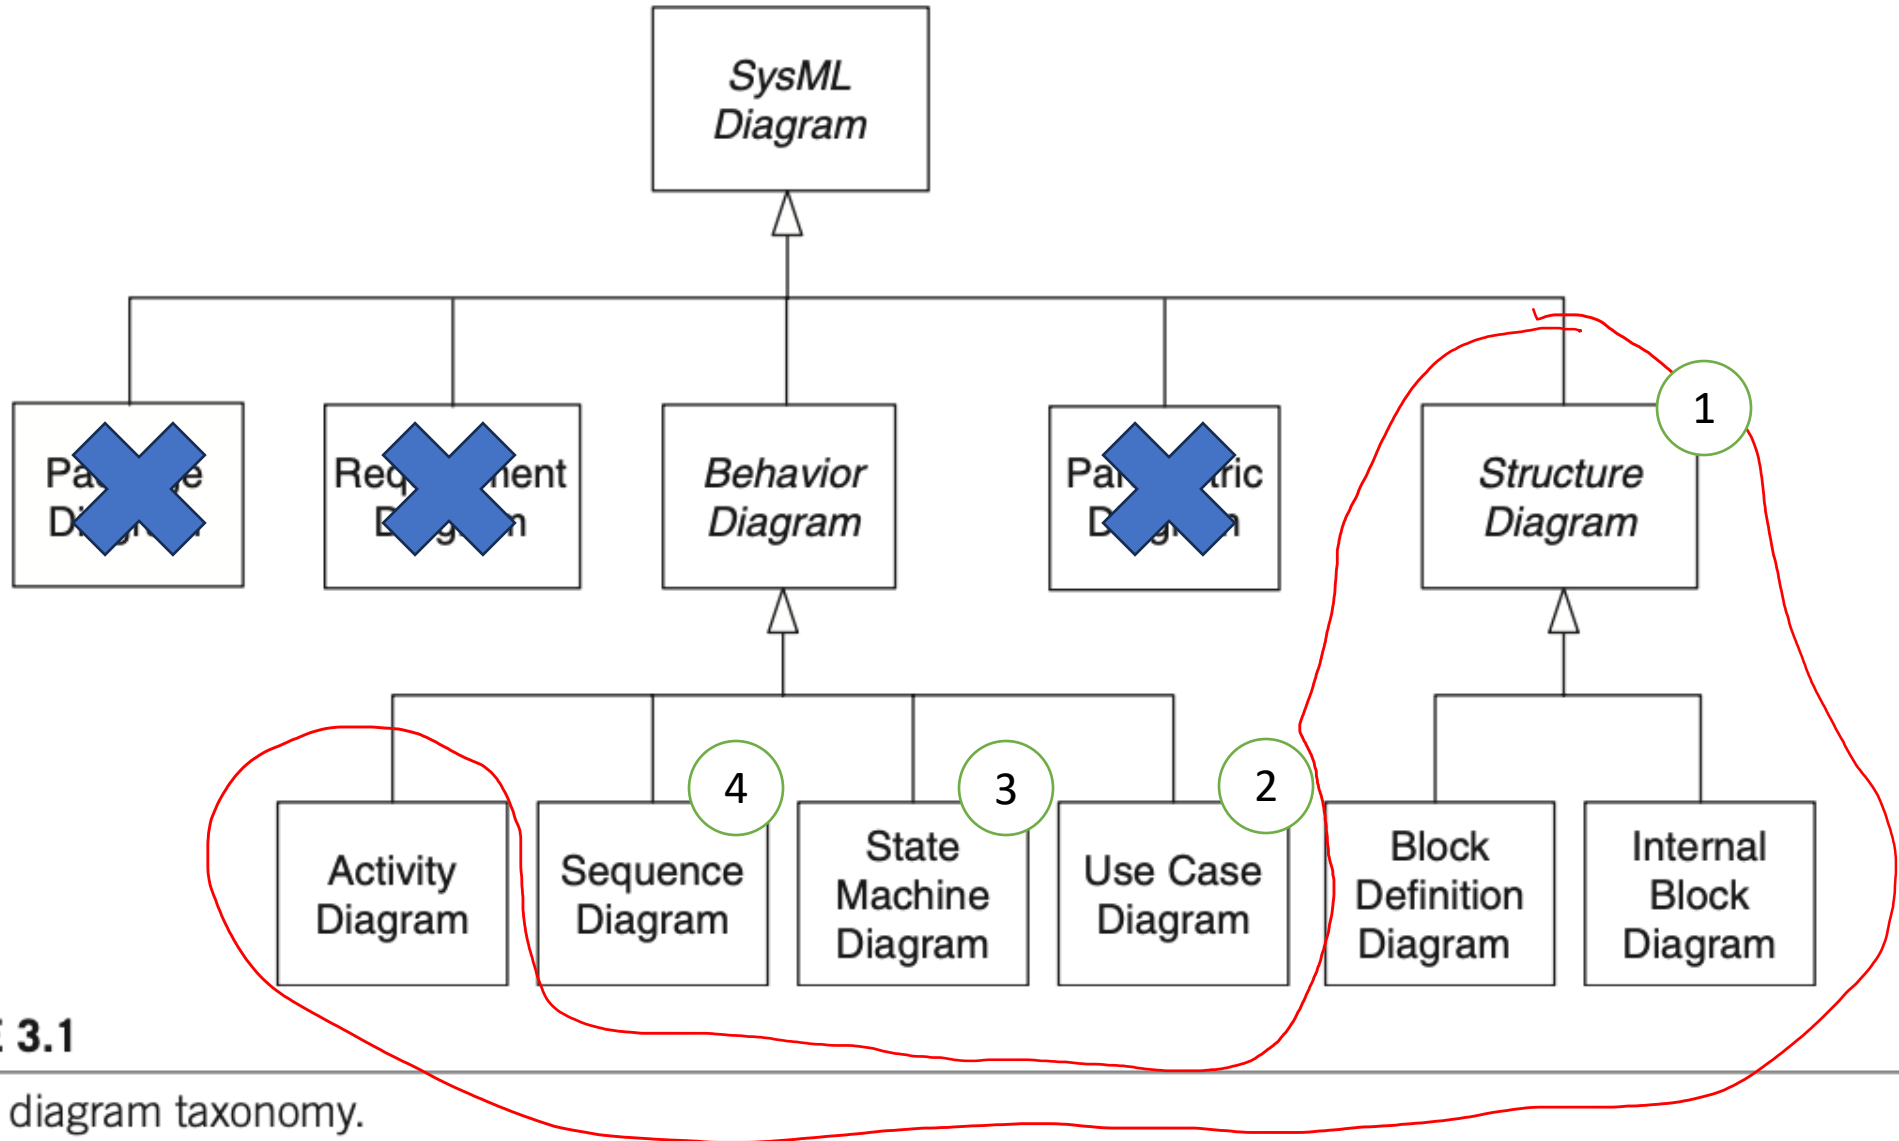 SysML
Diagram
1
Behavior
Diagram
Structure
Diagram
4
3
2
Activity
Diagram
Sequence
Diagram
State
Machine
Diagram
Use Case
Diagram
Block
Definition
Diagram
Internal
Block
Diagram
3.1
diagram taxonomy.